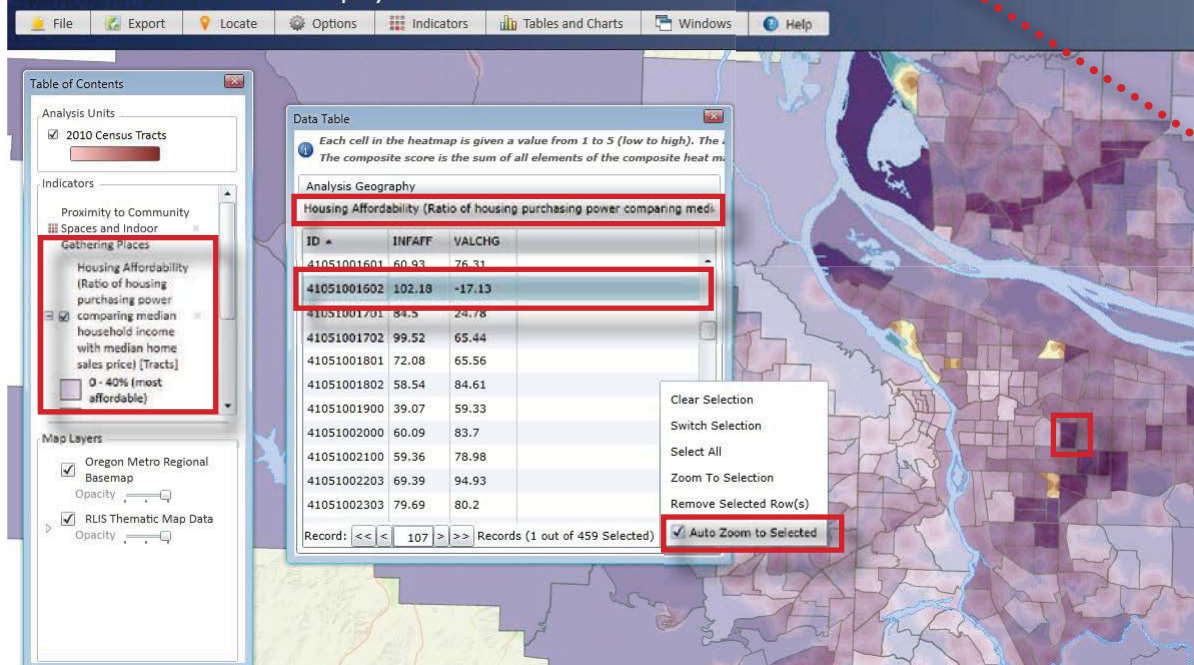 File Export Locate Options Indicators Tables and Charts Windows Help
Table of Contents
Analysis Units
2010 Census Tracts
Indicators
Proximity to Community
Spaces and Indoor
Gathering Places
Housing Affordability
(Ratio of housing
purchasing power
comparing median
household income
with median home
sales price) [Tracts]
0 - 40% (most
affordable)
Map Layers
Oregon Metro Regional
Basemap
Opacity
RLIS Thematic Map Data
Opacity
Data Table
Each cell in the heatmap is given a value from 1 to 5 (low to high). The
The composite score is the sum of all elements of the composite heat
Analysis Geography
Housing Affordability (Ratio of housing purchasing power comparing
ID INFAFF VALCHG
41051001601 60.93 76.31
41051001602 102.18 -17.13
41051001701 84.5 24.78
41051001702 99.52 65.44
41051001801 72.08 65.56
41051001802 58.54 84.61
41051001900 39.07 59.33
41051002000 60.09 83.7
41051002100 59.36 78.98
41051002203 69.39 94.93
41051002303 79.69 80.2
Record: << < 107 > >> Records (1 out of 459 Selected)
Clear Selection
Switch Selection
Select All
Zoom To Selection
Remove Selected Row(s)
Auto Zoom to Selected